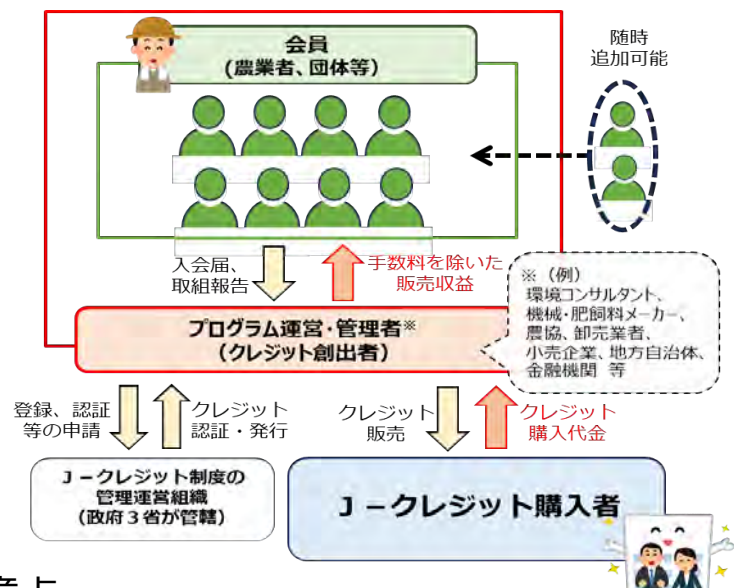 会員
(農業者、団体等)
随時
追加可能
入会届、
取組報告
手数料を除いた
販売収益
※（例）
環境コンサルタント、
機械・肥飼料メーカー、
農協、卸売業者、
小売企業、地方自治体、
金融機関 等
プログラム運営・管理者※
（クレジット創出者）
登録、認証
等の申請
クレジット
認証・発行
クレジット
販売
クレジット
購入代金
Ｊ－クレジット制度の
管理運営組織
(政府３省が管轄)
Ｊ－クレジット購入者